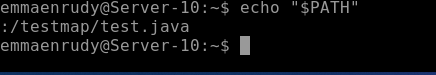 emmaenrudy@Server-10:~$ echo "$PATH"
:/testmap/test.java
emmaenrudy@Server-10:~$